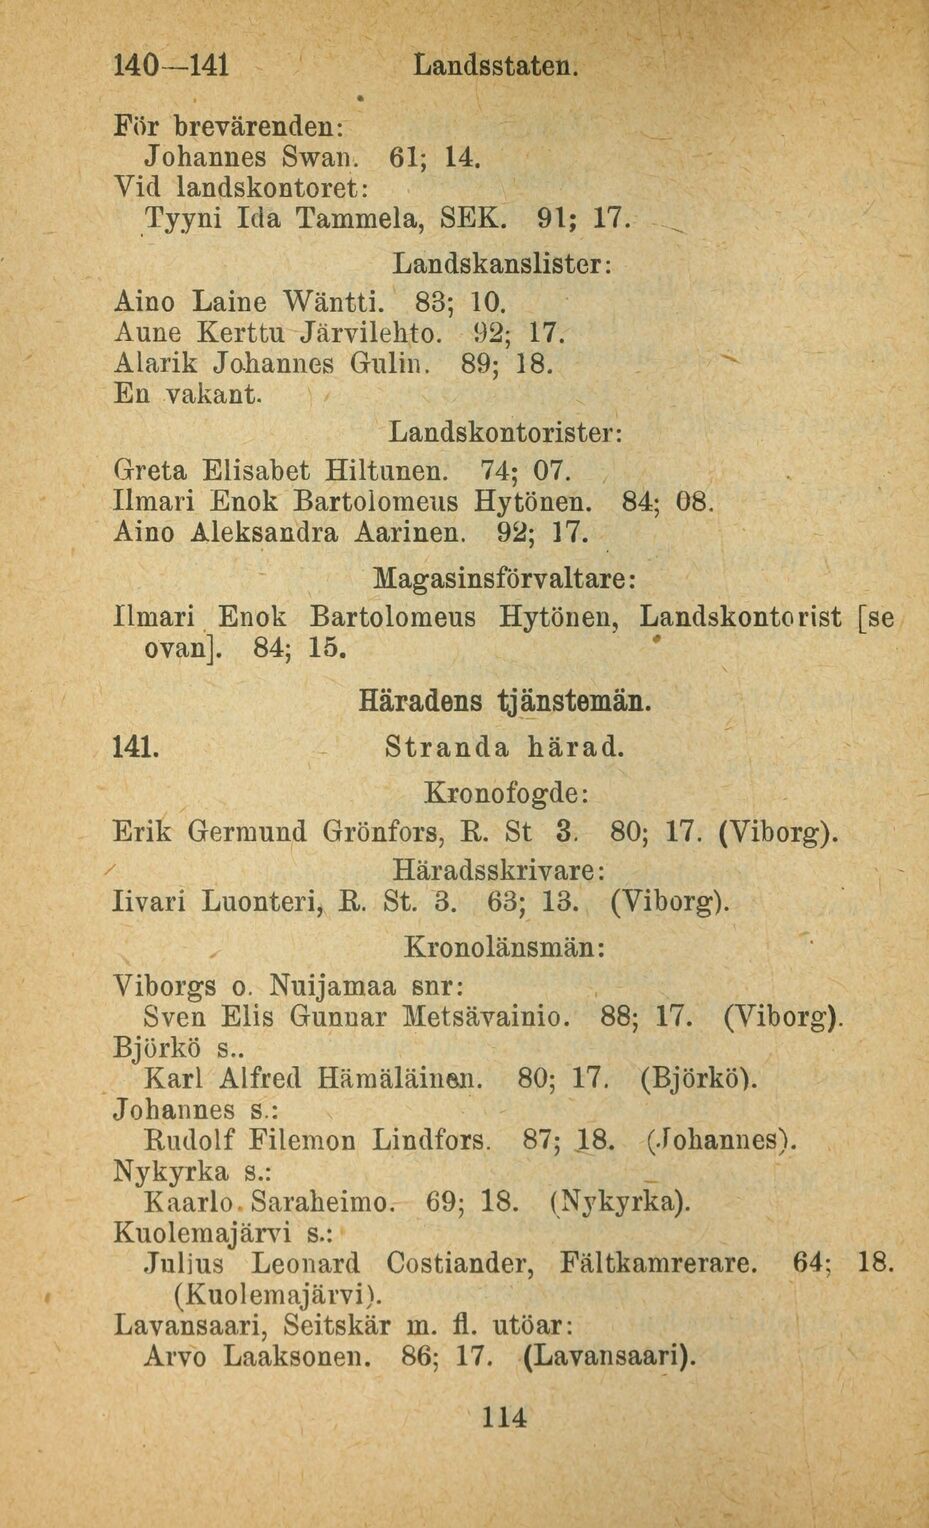 140—141 Landsstaten.
För brevärenden:
Johannes Swan. 61; 14.
Vid landskontoret:
Tyyni Ida Tammela, SEK. 91; 17.
Landskanslister:
Aino Laine Wäntti. 83; 10.
Aune Kerttu Järvilehto. 92; 17.
Alarik Johannes Gulin. 89; 18.
En vakant.
Landskontorister:
Greta Elisabet Hiltunen. 74; 07.
Ilmari Enok Bartolomeus Hytönen. 84; 08.
Aino Aleksandra Aarinen. 92; 17.
Magasinsförvaltare:
Ilmari Enok Bartolomeus Hytönen, Landskontorist [se
ovan]. 84; 15.
Häradens tjänstemän.
141. Stranda härad.
Kronofogde:
Erik Germund Grönfors, R. St 3. 80; 17. (Viborg).
Häradsskrivare:
Iivari Luonteri, R. St. 3. 63; 13. (Viborg).
Kronolänsmän:
Viborgs o. Nuijamaa snr:
Sven Elis Gunnar Metsävainio. 88; 17. (Viborg).
Björkö s..
Karl Alfred Hämäläinen. 80; 17. (Björkö).
Johannes s.:
Rudolf Filemon Lindfors. 87; 18. (Johannes).
Nykyrka s.:
Kaarlo Saraheimo. 69; 18. (Nykyrka).
Kuolemajärvi s.:
Julius Leonard Costiander, Fältkamrerare. 64; 18.
(Kuolemajärvi).
Lavansaari, Seitskär m. fl. utöar:
Arvo Laaksonen. 86; 17. (Lavansaari).
114